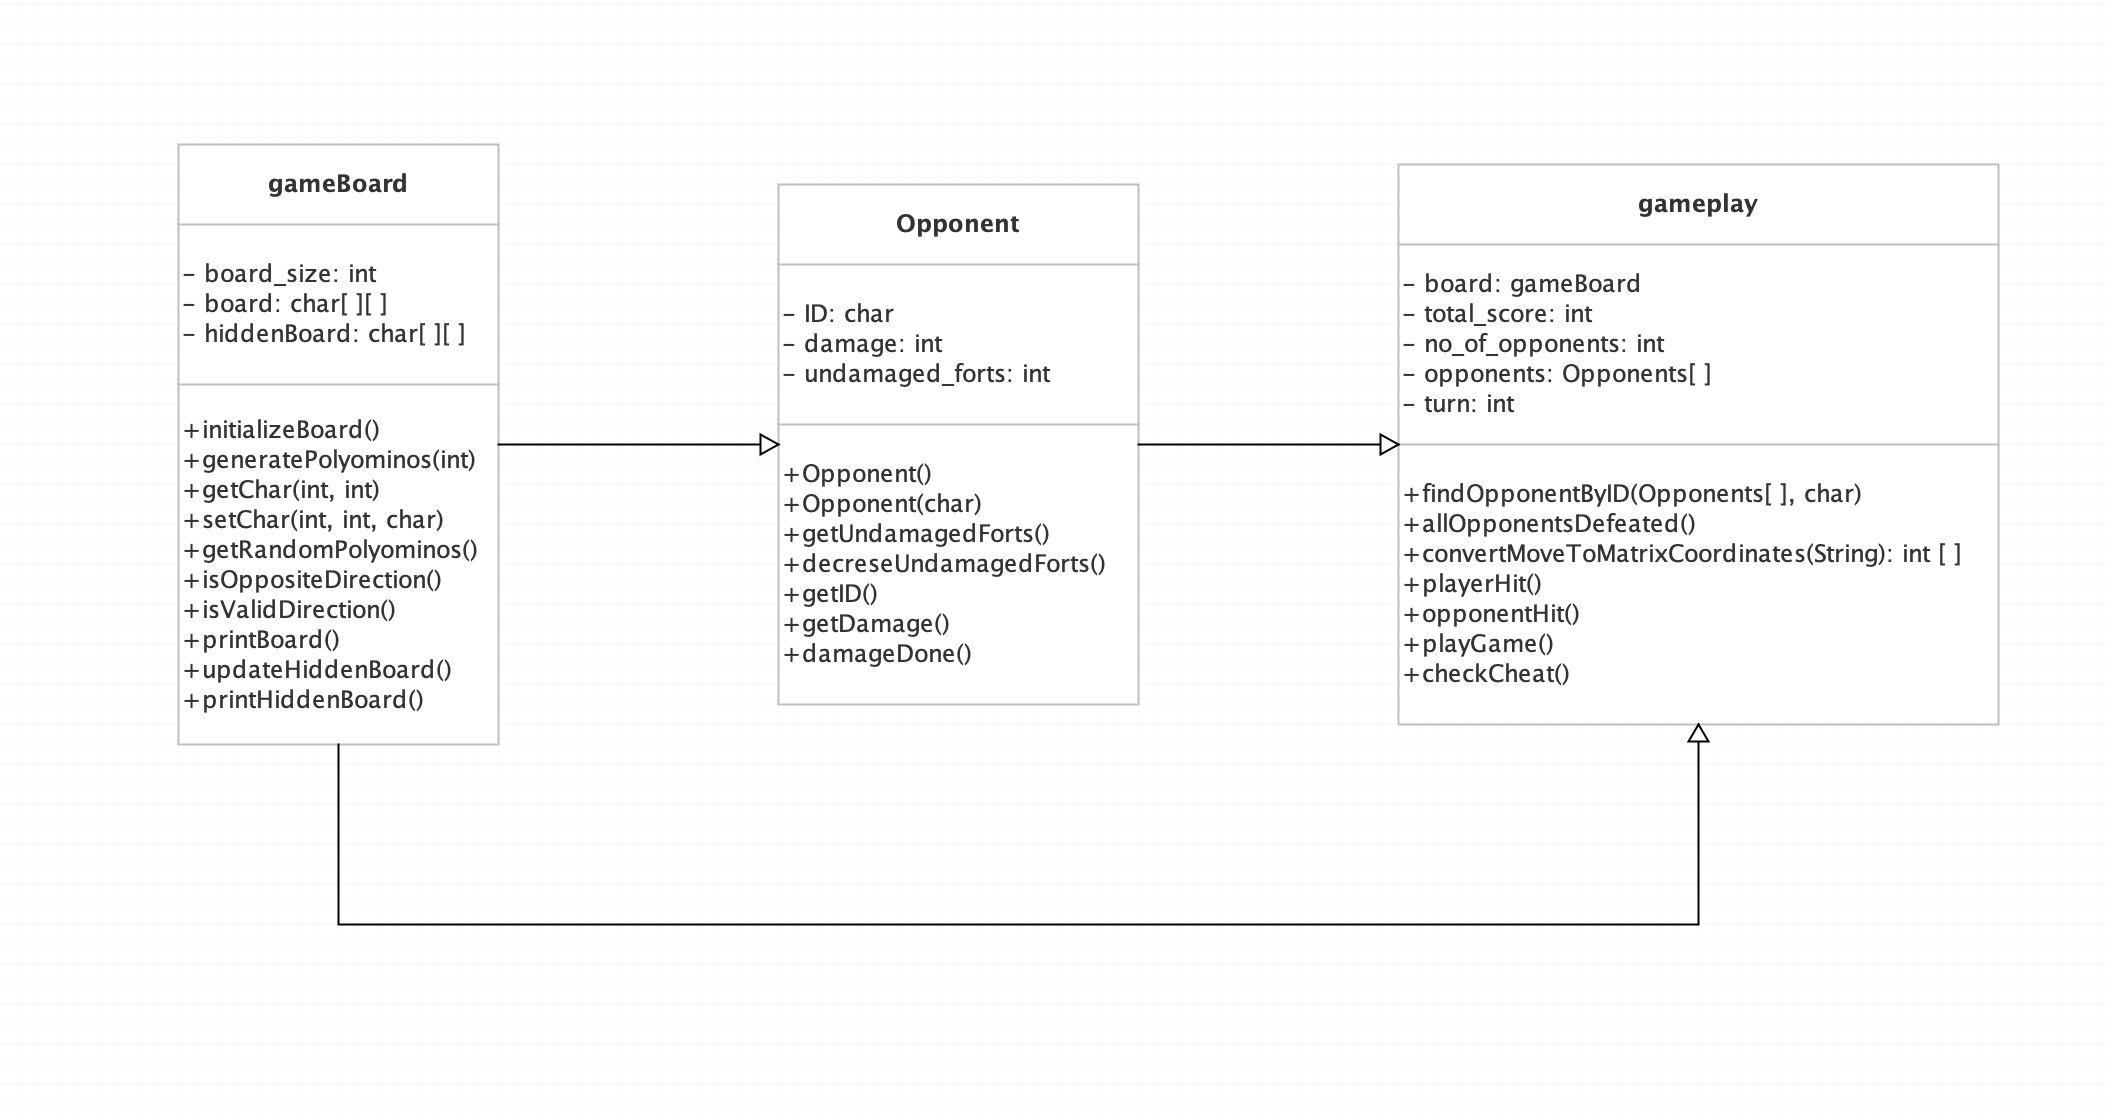 gameBoard
- board_size: int
- board: char[ ][ ]
- hiddenBoard: char[ ][ ]
+initializeBoard()
+generatePolyominos(int)
+getChar(int, int)
+setChar(int, int, char)
+getRandomPolyominos()
+isOppositeDirection()
+isValidDirection()
+printBoard()
+updateHiddenBoard()
+printHiddenBoard()
Opponent
- ID: char
- damage: int
- undamaged_forts: int
+Opponent()
+Opponent(char)
+getUndamagedForts()
+decreseUndamagedForts()
+getID()
+getDamage()
+damageDone()
gameplay
- board: gameBoard
- total_score: int
- no_of_opponents: int
- opponents: Opponents[ ]
- turn: int
+findOpponentByID(Opponents[ ], char)
+allOpponentsDefeated()
+convertMoveToMatrixCoordinates(String): int [ ]
+playerHit()
+opponentHit()
+playGame()
+checkCheat()